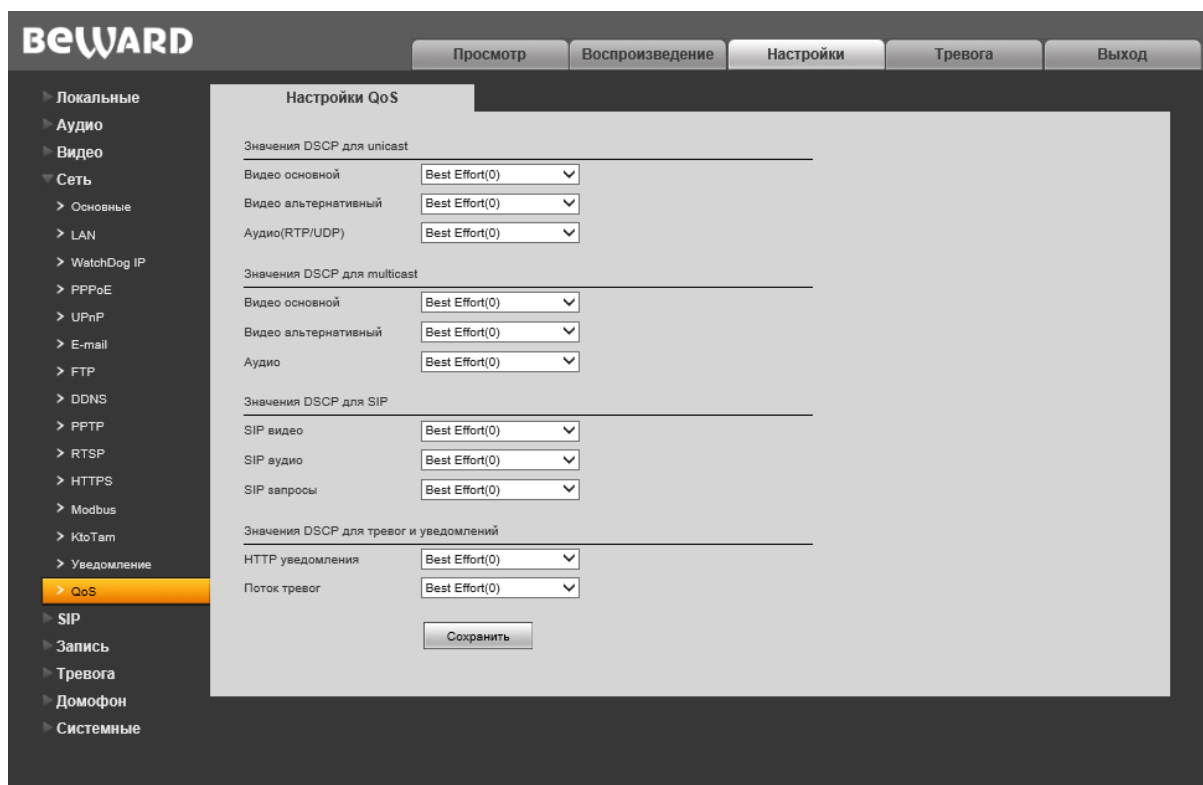 BEWARD
Просмотр
Воспроизведение
Настройки
Тревога
Выход
Локальные
Аудио
Видео
Сеть
Основные
LAN
WatchDog IP
PPPoE
UPnP
E-mail
FTP
DDNS
PPTP
RTSP
HTTPS
Modbus
KtoTam
Уведомление
QoS
SIP
Запись
Тревога
Домофон
Системные
Настройки QoS
Значения DSCP для unicast
Видео основной Best Effort(0)
Видео альтернативный Best Effort(0)
Аудио(RTP/UDP) Best Effort(0)
Значения DSCP для multicast
Видео основной Best Effort(0)
Видео альтернативный Best Effort(0)
Аудио Best Effort(0)
Значения DSCP для SIP
SIP видео Best Effort(0)
SIP аудио Best Effort(0)
SIP запросы Best Effort(0)
Значения DSCP для тревог и уведомлений
HTTP уведомления Best Effort(0)
Поток тревог Best Effort(0)
Сохранить